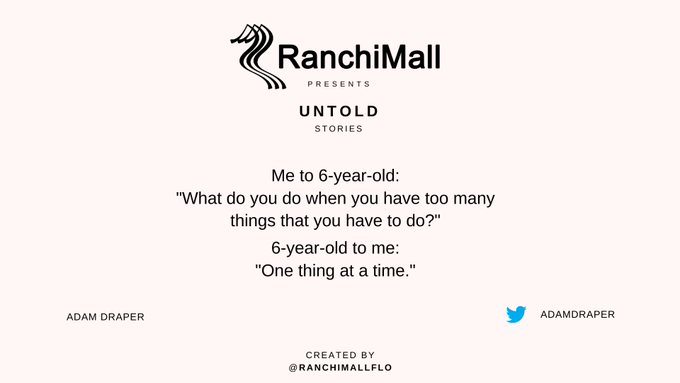 RanchiMall
PRESENTS
UNTOLD
STORIES
Me to 6-year-old:
"What do you do when you have too many
things that you have to do?"
6-year-old to me:
"One thing at a time."
ADAM DRAPER
ADAMDRAPER
CREATED BY
@RANCHIMALLFLO